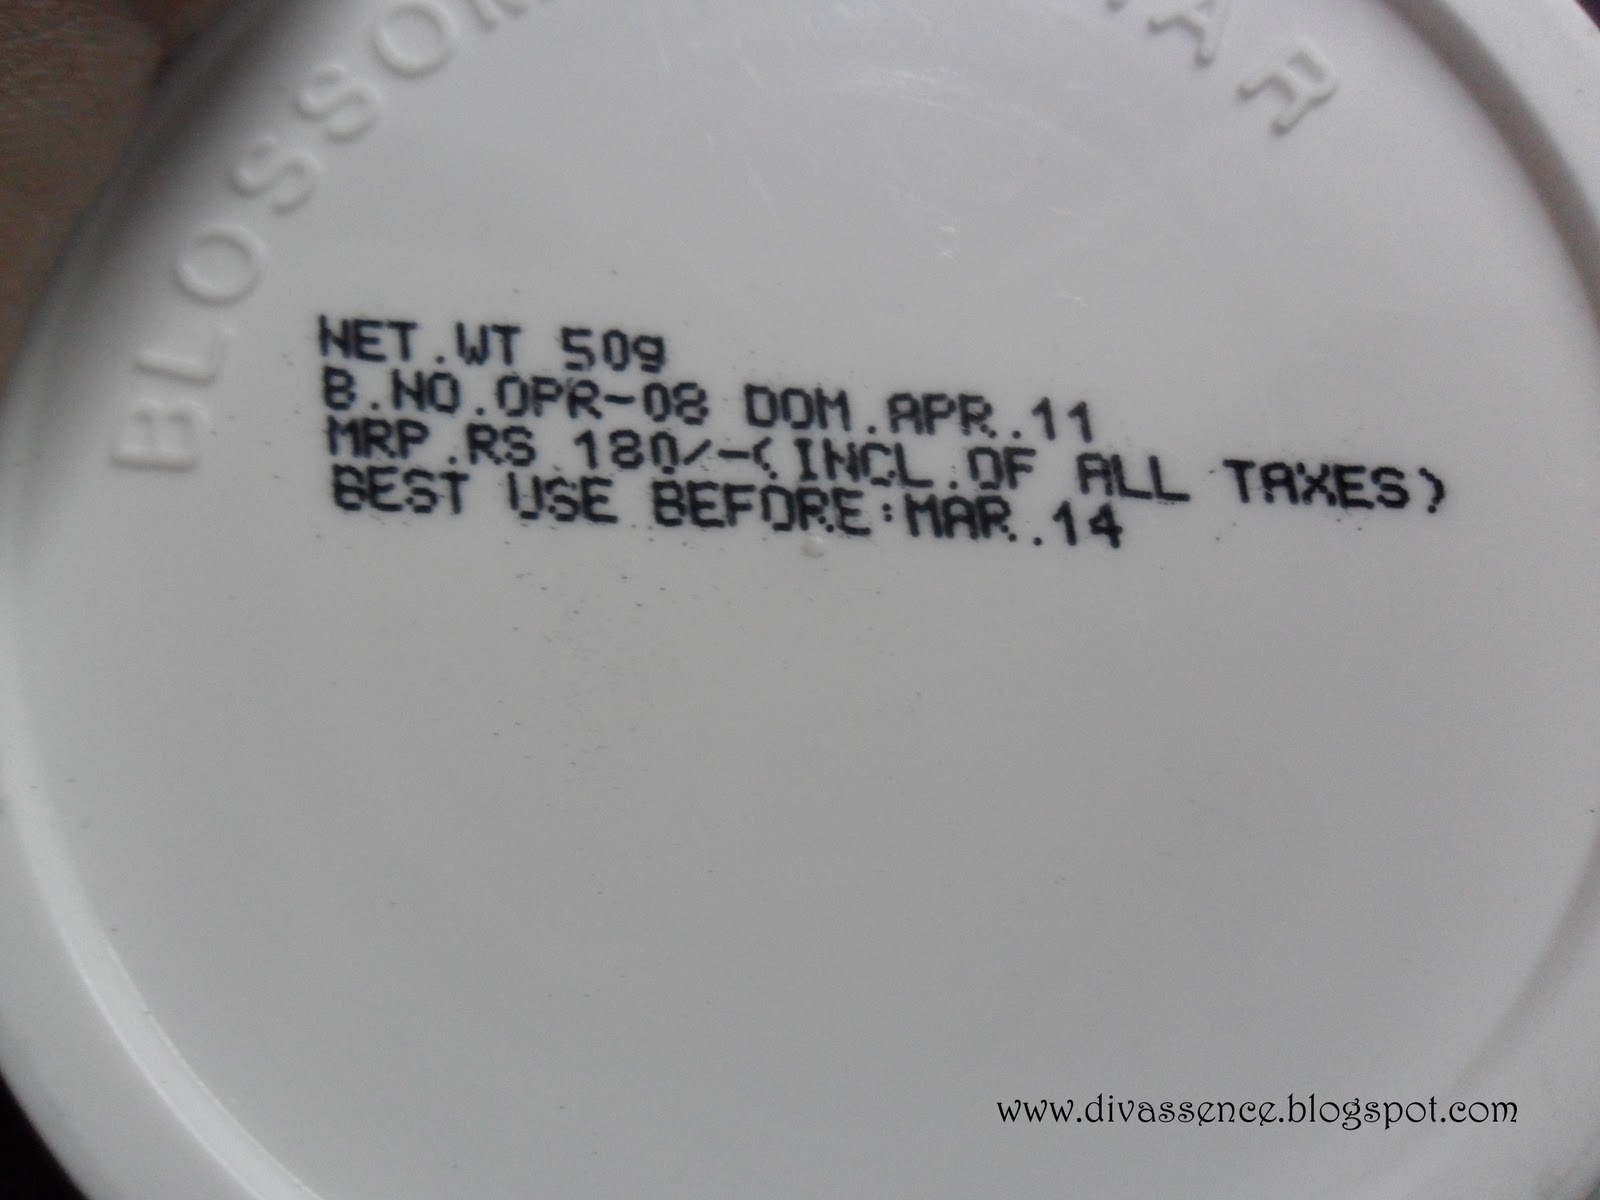 BLOSSOM
NET.WT 50g
B.NO.OPR-08 DOM.APR.11
MRP.RS.180/-(INCL.OF ALL TAXES)
BEST USE BEFORE:MAR.14
www.divassence.blogspot.com